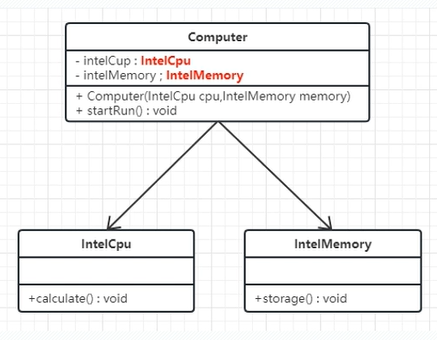 Computer
- intelCup : IntelCpu
- intelMemory ; IntelMemory
+ Computer(IntelCpu cpu,IntelMemory memory)
+ startRun() : void
IntelCpu
+calculate() : void
IntelMemory
+storage() : void